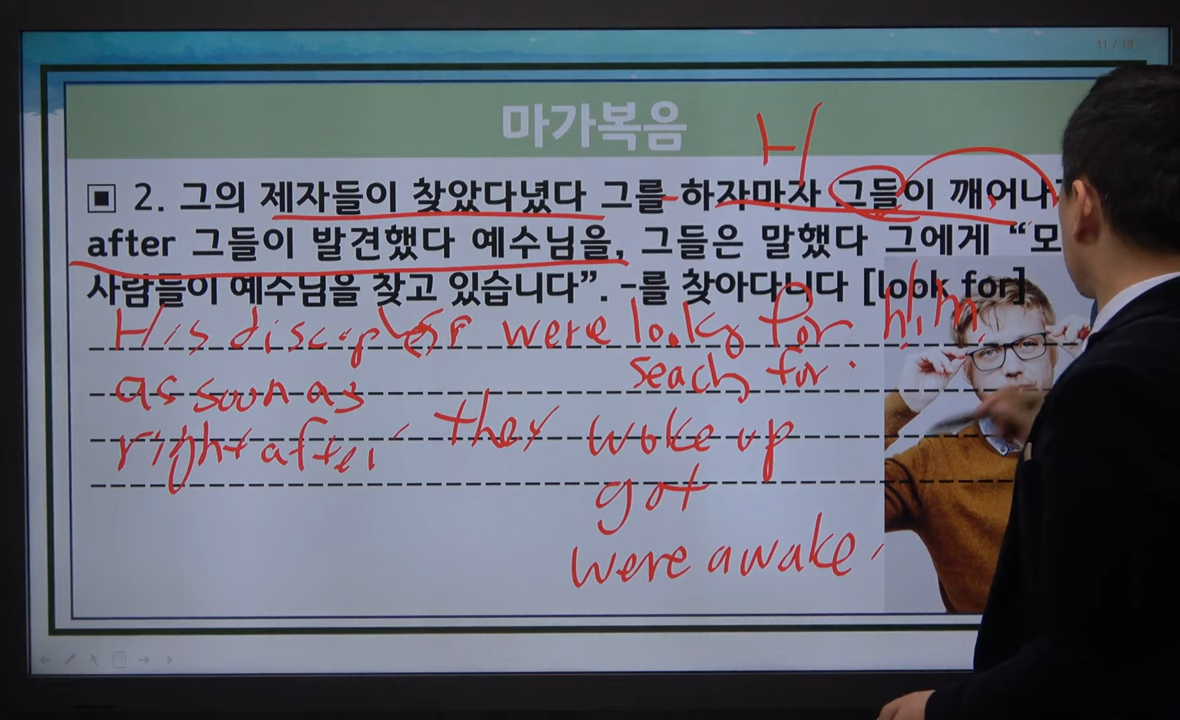 11 / 19
마가복음
▣ 2. 그의 제자들이 찾았다녔다 그를 하자마자 그들이 깨어나
after 그들이 발견했다 예수님을, 그들은 말했다 그에게 “모
사람들이 예수님을 찾고 있습니다”. -를 찾아다니다 [look for]
His disciples were for him,
seach for.
as soon as
right after, they woke up
got
were awake,